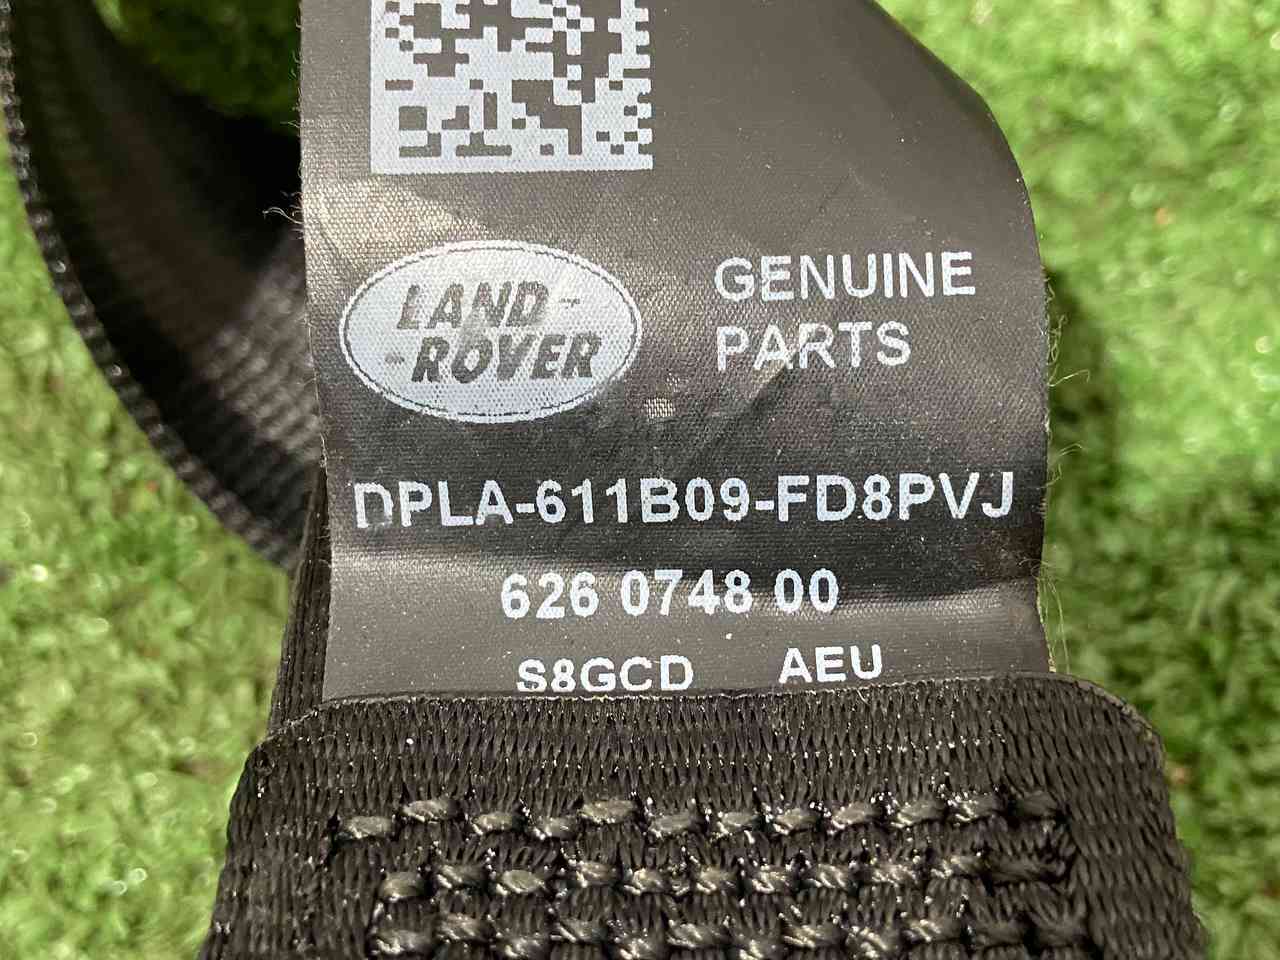 LAND-
-ROVER
GENUINE
PARTS
DPLA-611B09-FD8PVJ
626 0748 00
S8GCD AEU